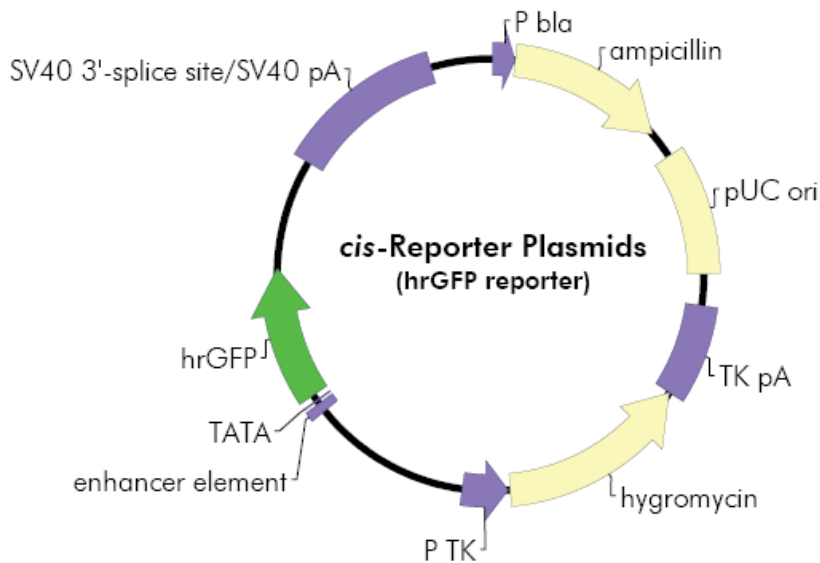 P bla
ampicillin
SV40 3'-splice site/SV40 pA
pUC ori
cis-Reporter Plasmids
(hrGFP reporter)
hrGFP
TK pA
TATA
enhancer element
hygromycin
P TK